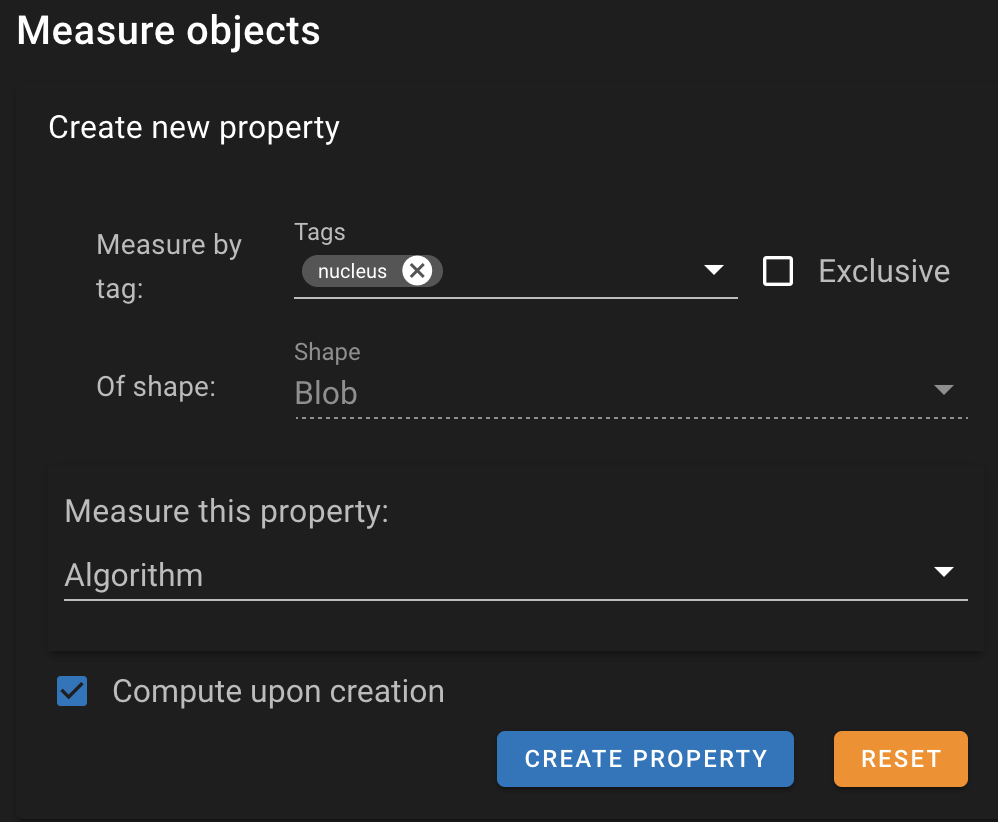 Measure objects
Create new property
Measure by
tag:
Tags
nucleus
Exclusive
Of shape:
Shape
Blob
Measure this property:
Algorithm
Compute upon creation
CREATE PROPERTY
RESET